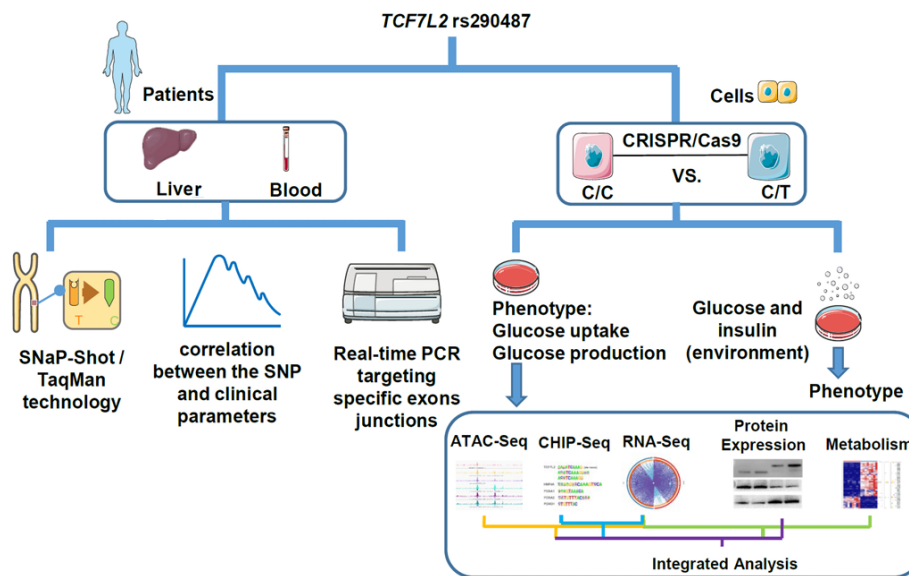 TCF7L2 rs290487
Patients
Cells
Liver
Blood
CRISPR/Cas9
VS.
C/C
C/T
T
C
SNaP-Shot /
TaqMan
technology
correlation
between the SNP
and clinical
parameters
Real-time PCR
targeting
specific exons
junctions
Phenotype:
Glucose uptake
Glucose production
Glucose and
insulin
(environment)
Phenotype
ATAC-Seq
CHIP-Seq
RNA-Seq
Protein
Expression
Metabolism
Integrated Analysis